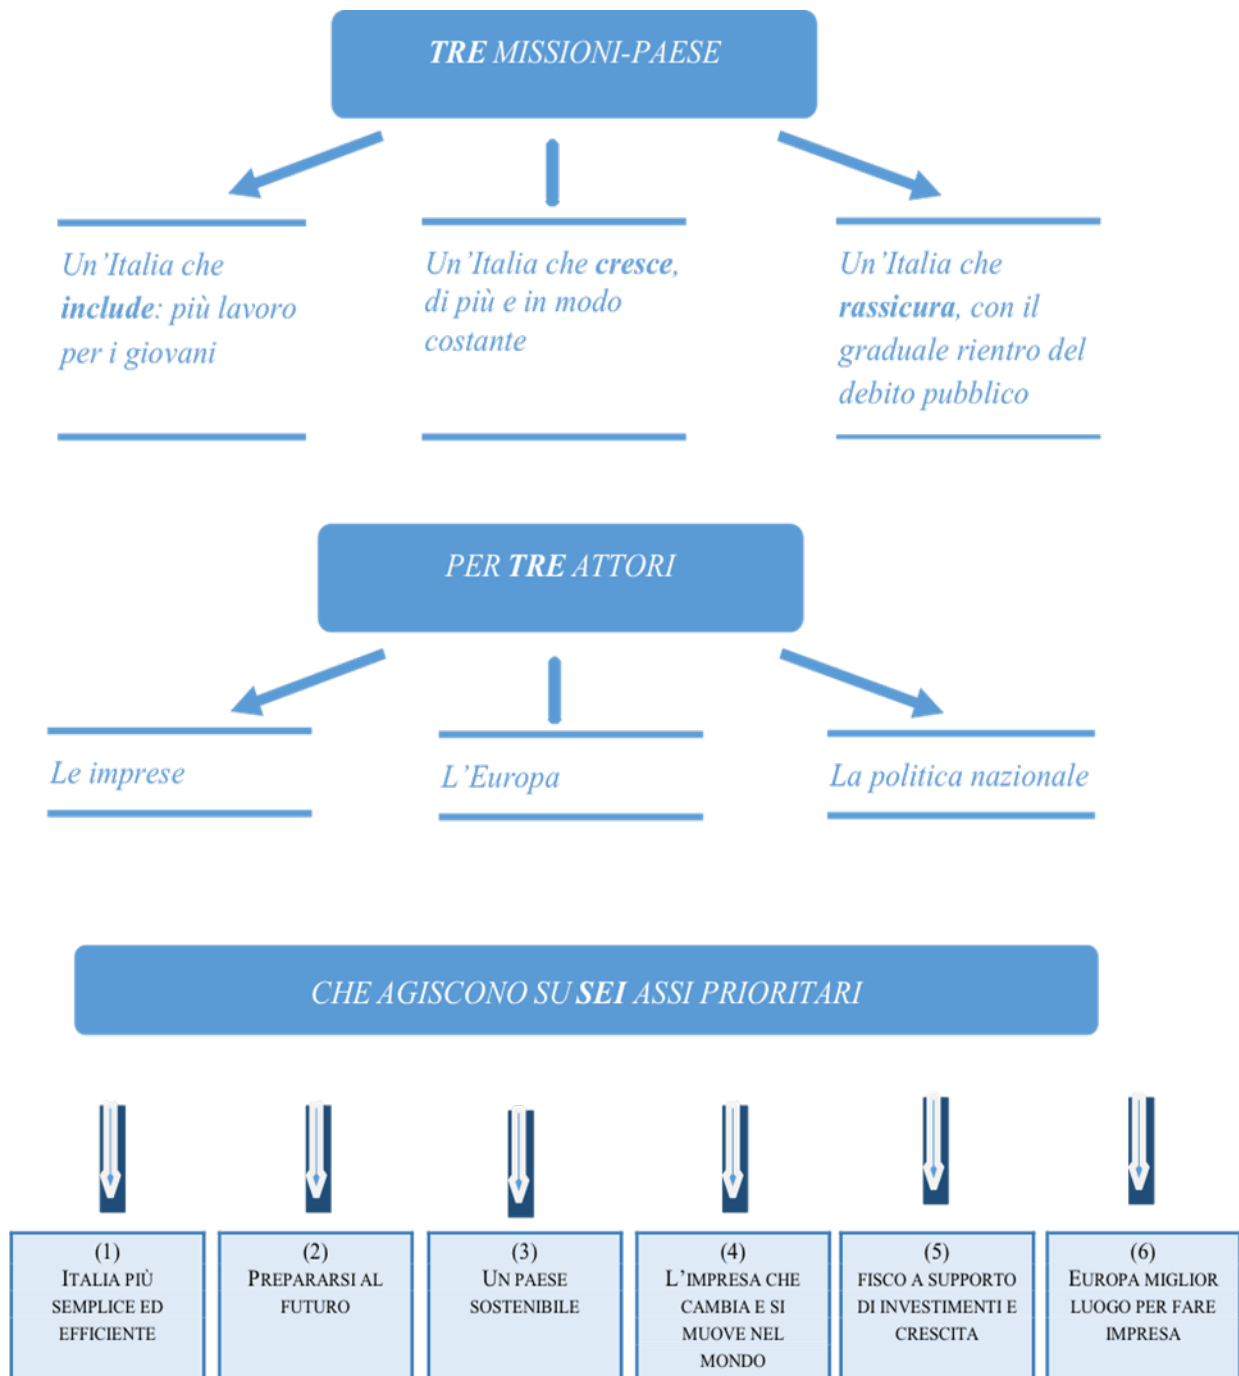 TRE MISSIONI-PAESE
Un’Italia che
include: più lavoro
per i giovani
Un’Italia che cresce,
di più e in modo
costante
Un’Italia che
rassicura, con il
graduale rientro del
debito pubblico
PER TRE ATTORI
Le imprese
L’Europa
La politica nazionale
CHE AGISCONO SU SEI ASSI PRIORITARI
(1)
ITALIA PIÙ
SEMPLICE ED
EFFICIENTE
(2)
PREPARARSI AL
FUTURO
(3)
UN PAESE
SOSTENIBILE
(4)
L’IMPRESA CHE
CAMBIA E SI
MUOVE NEL
MONDO
(5)
FISCO A SUPPORTO
DI INVESTIMENTI E
CRESCITA
(6)
EUROPA MIGLIOR
LUOGO PER FARE
IMPRESA